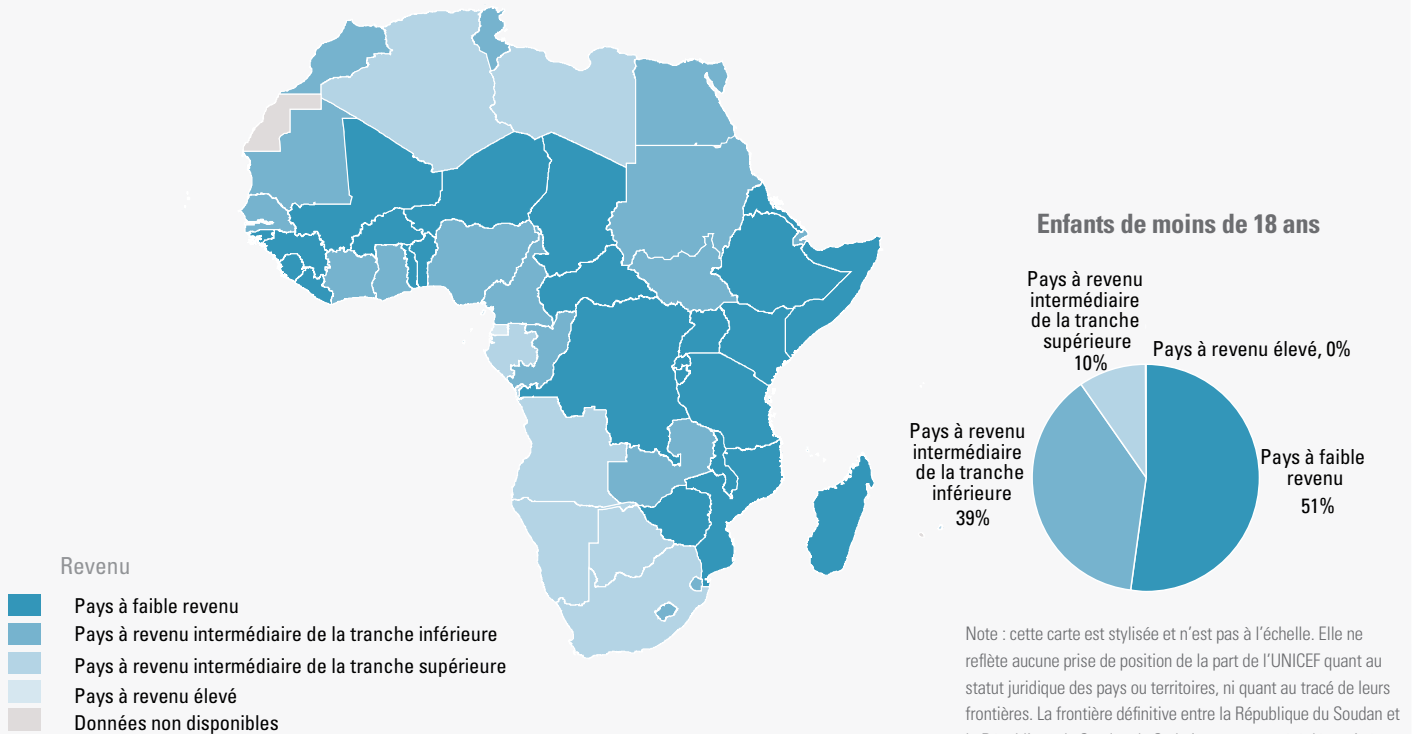 Enfants de moins de 18 ans
Pays à revenu
intermédiaire
de la tranche
supérieure
10%
Pays à revenu élevé, 0%
Pays à revenu
intermédiaire
de la tranche
inférieure
39%
Pays à faible
revenu
51%
Revenu
Pays à faible revenu
Pays à revenu intermédiaire de la tranche inférieure
Pays à revenu intermédiaire de la tranche supérieure
Pays à revenu élevé
Données non disponibles
Note : cette carte est stylisée et n’est pas à l’échelle. Elle ne
reflète aucune prise de position de la part de l’UNICEF quant au
statut juridique des pays ou territoires, ni quant au tracé de leurs
frontières. La frontière définitive entre la République du Soudan et